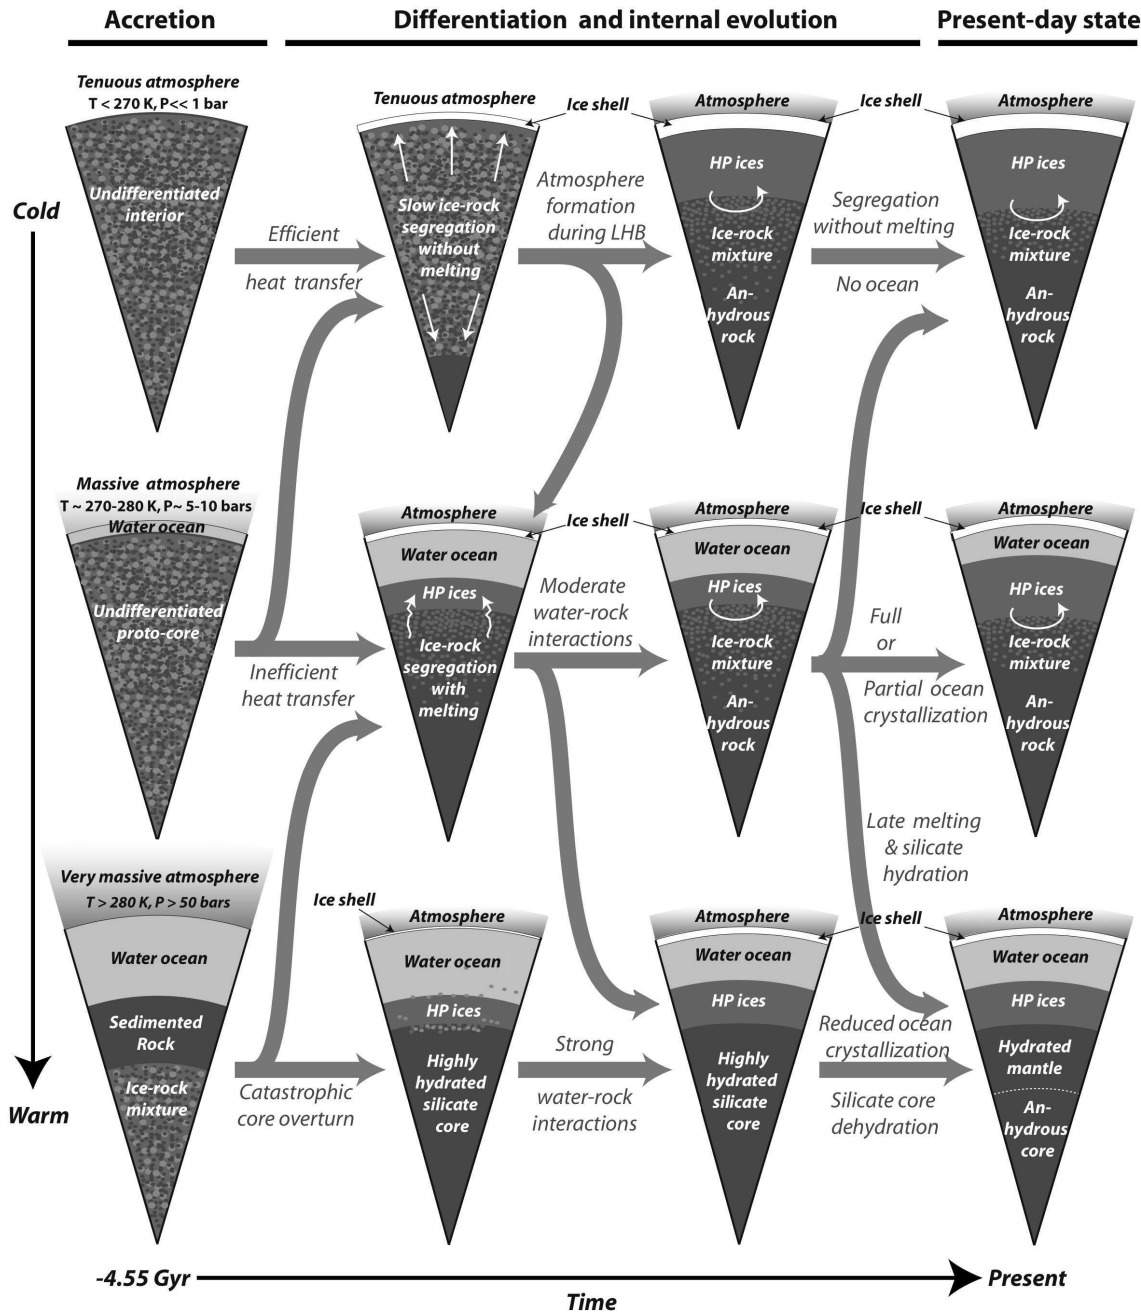 Accretion
Differentiation and internal evolution
Present-day state
Tenuous atmosphere
T < 270 K, P<< 1 bar
Undifferentiated
interior
Tenuous atmosphere
Slow ice-rock
segregation
without
melting
Ice shell
Atmosphere
HP ices
Ice-rock
mixture
An-
hydrous
rock
Ice shell
Atmosphere
HP ices
Ice-rock
mixture
An-
hydrous
rock
Cold
Efficient
heat transfer
Atmosphere
formation
during LHB
Segregation
without melting
No ocean
Massive atmosphere
T ~ 270-280 K, P~ 5-10 bars
Water ocean
Undifferentiated
proto-core
Inefficient
heat transfer
Atmosphere
Water ocean
HP ices
Ice-rock
segregation
with
melting
Ice shell
Moderate
water-rock
interactions
Atmosphere
Water ocean
HP ices
Ice-rock
mixture
An-
hydrous
rock
Ice shell
Full
or
Partial ocean
crystallization
Atmosphere
Water ocean
HP ices
Ice-rock
mixture
An-
hydrous
rock
Late melting
& silicate
hydration
Very massive atmosphere
T > 280 K, P > 50 bars
Water ocean
Sedimented
Rock
Ice-rock
mixture
Catastrophic
core overturn
Ice shell
Atmosphere
Water ocean
HP ices
Highly
hydrated
silicate
core
Strong
water-rock
interactions
Atmosphere
Water ocean
HP ices
Highly
hydrated
silicate
core
Ice shell
Reduced ocean
crystallization
Silicate core
dehydration
Atmosphere
Water ocean
HP ices
Hydrated
mantle
An-
hydrous
core
Warm
-4.55 Gyr
Time
Present